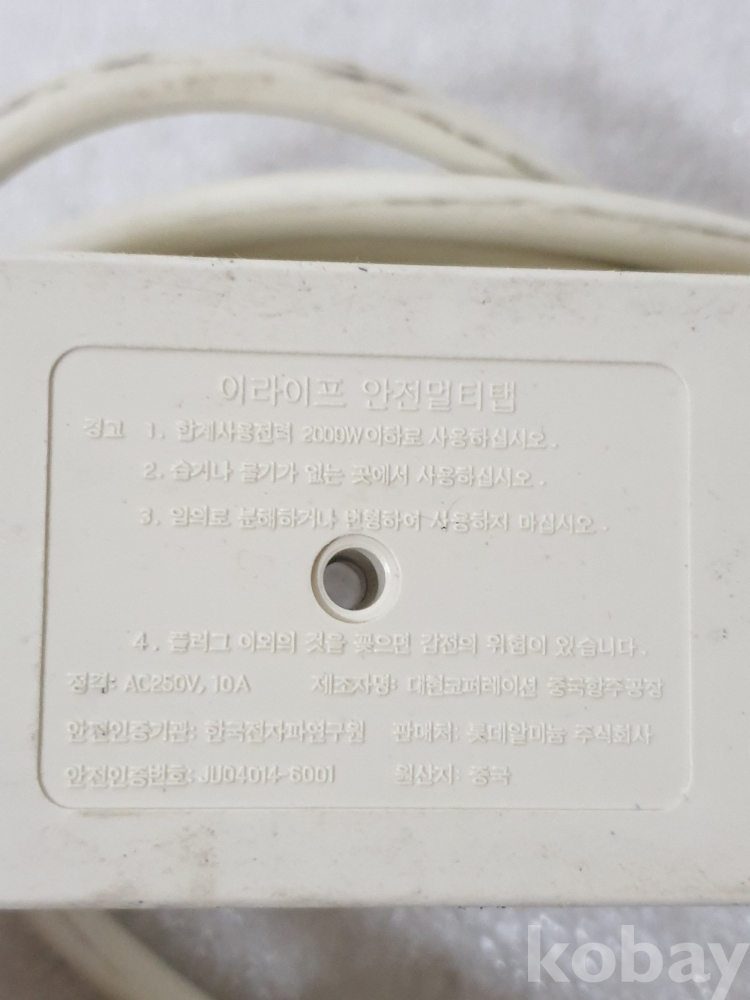 이라이프 안전멀티탭
경고 1. 합계사용전력 2000W이하로 사용하십시오.
2. 습기나 물기가 없는 곳에서 사용하십시오.
3. 임의로 분해하거나 변형하여 사용하지 마십시오.
4. 플러그 이외의 것을 꽂으면 감전의 위험이 있습니다.
정격: AC250V, 10A 제조자명: 대현코퍼레이션 중국항주공장
안전인증기관: 한국전자파연구원 판매처: 롯데알미늄 주식회사
안전인증번호: JU04014-6001 원산지: 중국
kobay